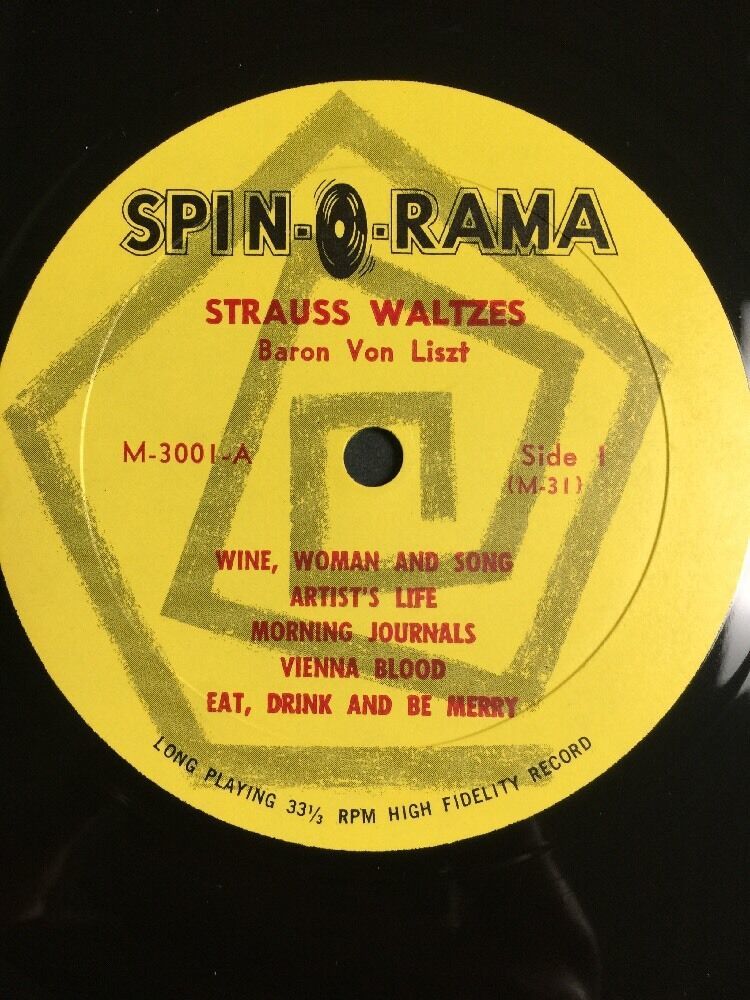 SPIN-O-RAMA
STRAUSS WALTZES
Baron Von Liszt
M-3001-A
Side 1
(M-31)
WINE, WOMAN AND SONG
ARTIST'S LIFE
MORNING JOURNALS
VIENNA BLOOD
EAT, DRINK AND BE MERRY
LONG PLAYING 33⅓ RPM HIGH FIDELITY RECORD